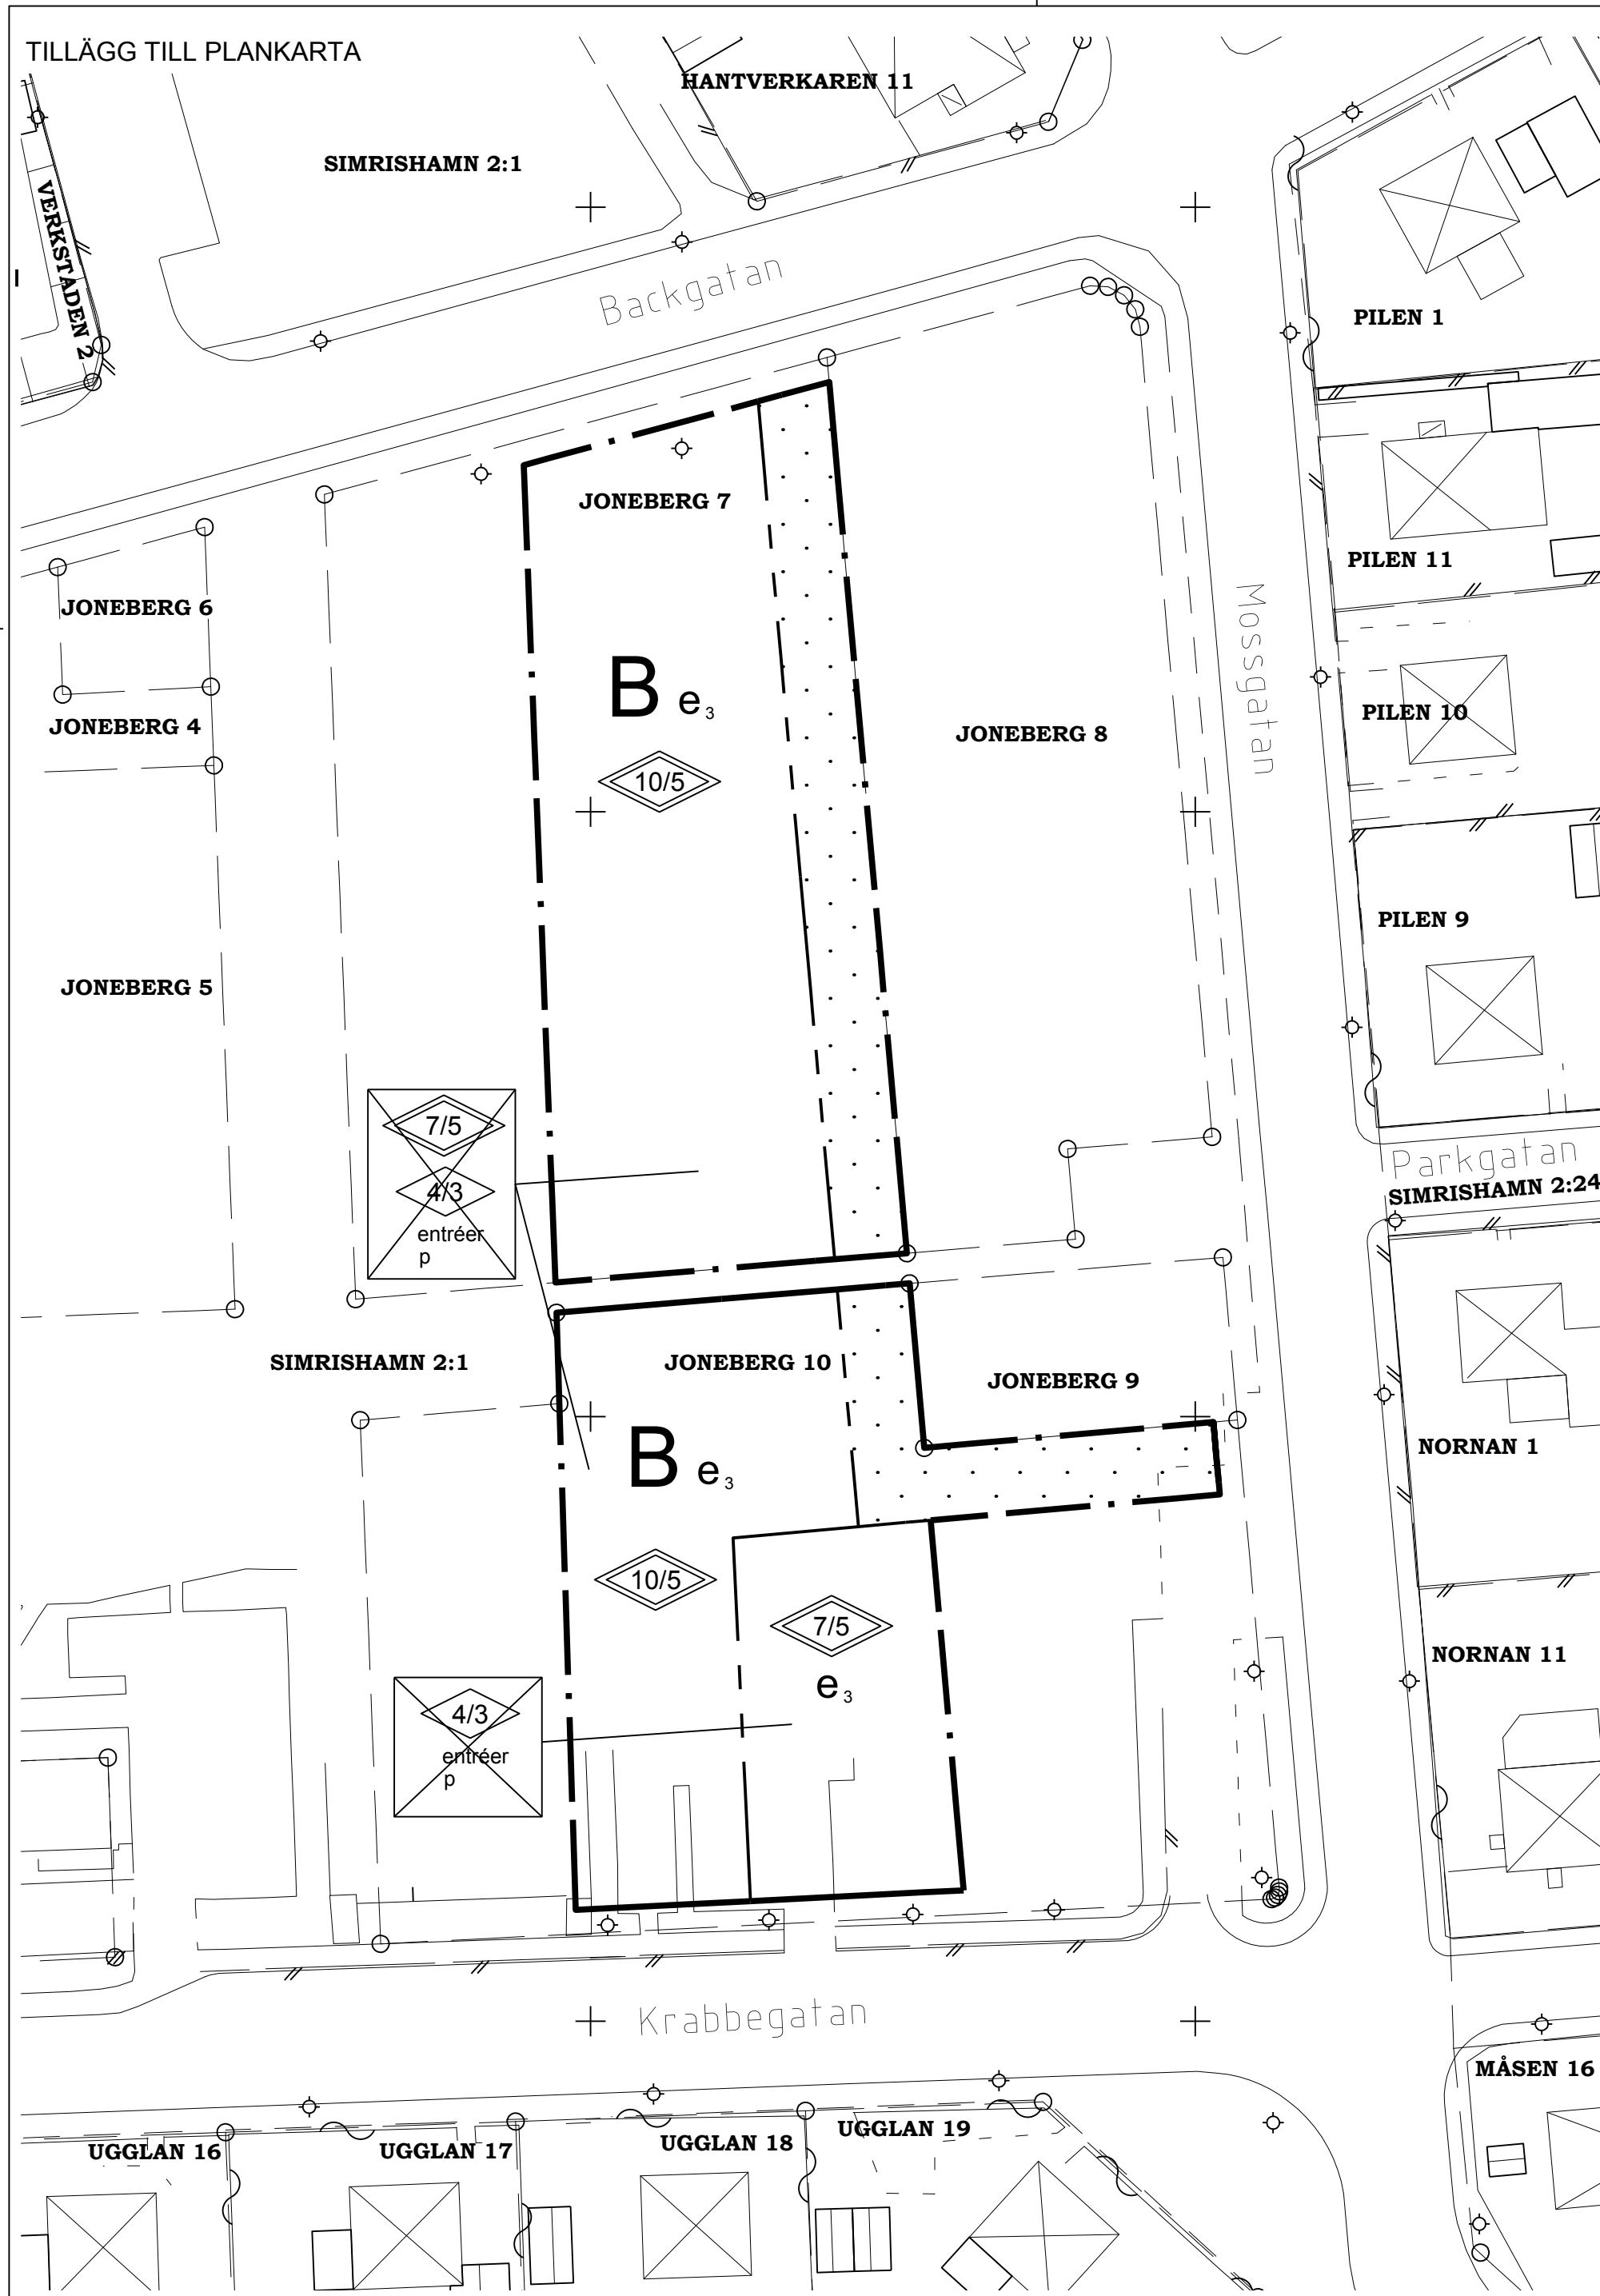 TILLÄGG TILL PLANKARTA
HANTVERKAREN 11
SIMRISHAMN 2:1
VERKSTADEN 2
Backgatan
PILEN 1
JONEBERG 7
PILEN 11
JONEBERG 6
Mossgatan
B e3
PILEN 10
JONEBERG 4
JONEBERG 8
10/5
PILEN 9
JONEBERG 5
7/5
4/3
entréer
p
Parkgatan
SIMRISHAMN 2:24
SIMRISHAMN 2:1
JONEBERG 10
JONEBERG 9
NORNAN 1
B e3
10/5
7/5
e3
NORNAN 11
4/3
entréer
p
Krabbegatan
MÅSEN 16
UGGLAN 16
UGGLAN 17
UGGLAN 18
UGGLAN 19